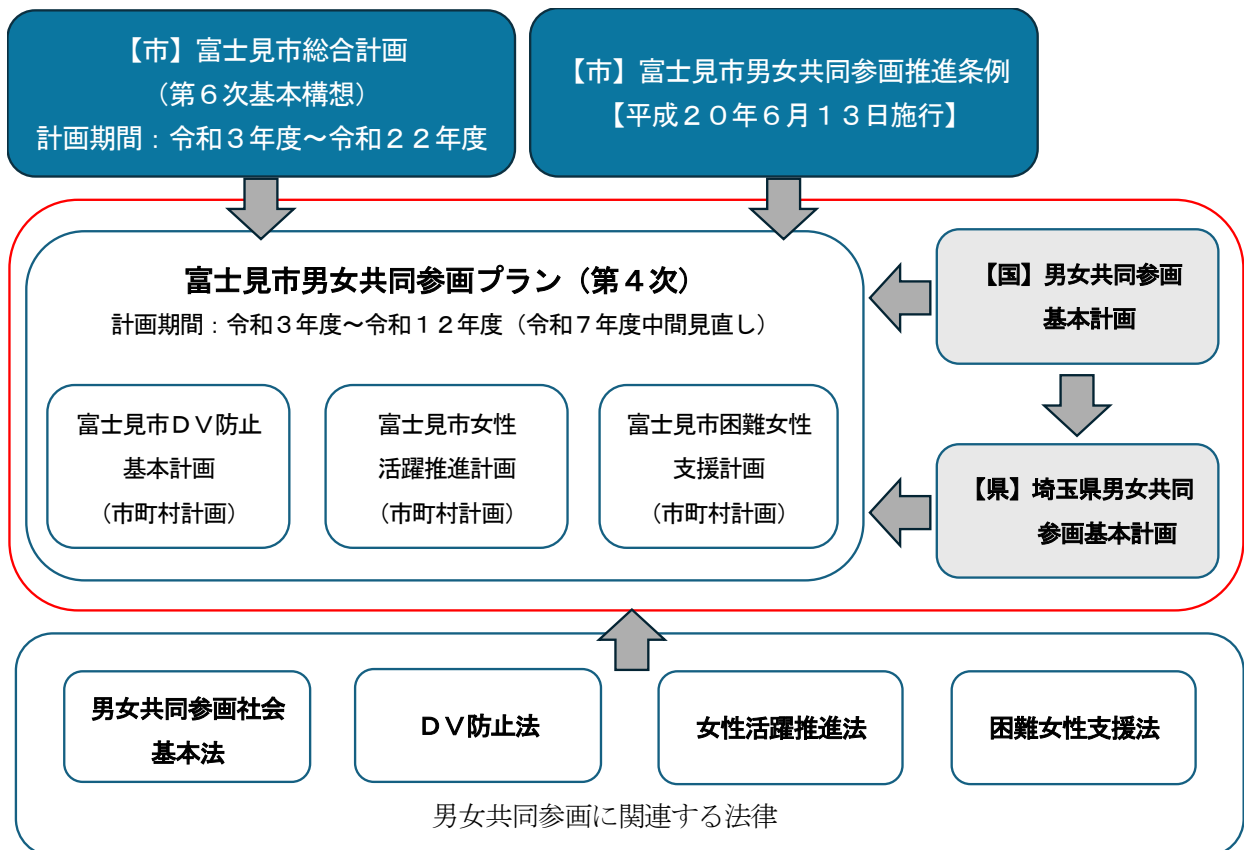 【市】富士見市総合計画
（第６次基本構想）
計画期間：令和３年度～令和２２年度
【市】富士見市男女共同参画推進条例
【平成２０年６月１３日施行】
富士見市男女共同参画プラン（第４次）
計画期間：令和３年度～令和１２年度（令和７年度中間見直し）
富士見市ＤＶ防止
基本計画
（市町村計画）
富士見市女性
活躍推進計画
（市町村計画）
富士見市困難女性
支援計画
（市町村計画）
【国】男女共同参画
基本計画
【県】埼玉県男女共同
参画基本計画
男女共同参画社会
基本法
ＤＶ防止法
女性活躍推進法
困難女性支援法
男女共同参画に関連する法律